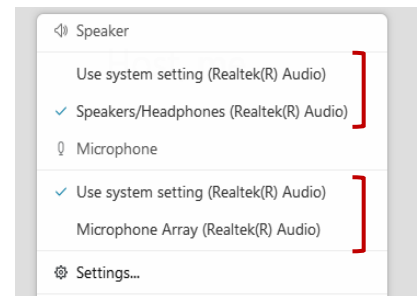 Speaker
Use system setting (Realtek(R) Audio)
Speakers/Headphones (Realtek(R) Audio)
Microphone
Use system setting (Realtek(R) Audio)
Microphone Array (Realtek(R) Audio)
Settings...